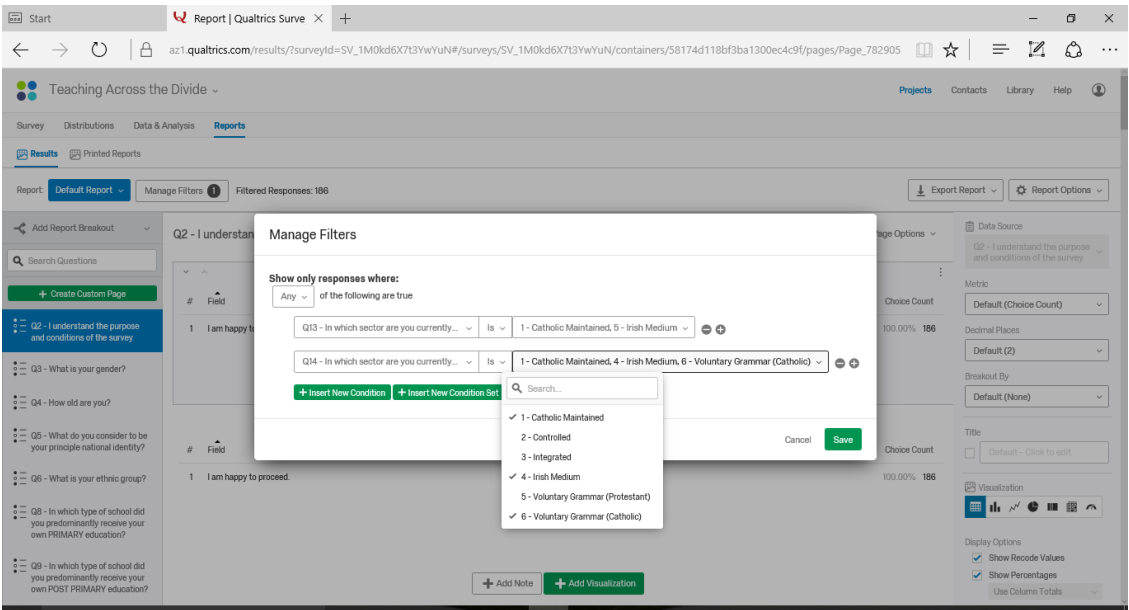 Start
Report | Qualtrics Surve
az1.qualtrics.com/results/?surveyId=SV_1M0kd6X7t3YwYuN#/surveys/SV_1M0kd6X7t3YwYuN/containers/58174d118bf3ba1300ec4c9f/pages/Page_782905
Teaching Across the Divide
Projects Contacts Library Help
Survey Distributions Data & Analysis Reports
Results Printed Reports
Report: Default Report Manage Filters 1 Filtered Responses: 186 Export Report Report Options
Add Report Breakout
Search Questions
+ Create Custom Page
Q2 - I understand the purpose
and conditions of the survey
Q3 - What is your gender?
Q4 - How old are you?
Q5 - What do you consider to be
your principle national identity?
Q6 - What is your ethnic group?
Q8 - In which type of school did
you predominantly receive your
own PRIMARY education?
Q9 - In which type of school did
you predominantly receive your
own POST PRIMARY education?
Q2 - I understan
Page Options
# Field Choice Count
1 I am happy to 100.00% 186
Manage Filters
Show only responses where:
Any of the following are true
Q13 - In which sector are you currently... Is 1 - Catholic Maintained, 5 - Irish Medium
Q14 - In which sector are you currently... Is 1 - Catholic Maintained, 4 - Irish Medium, 6 - Voluntary Grammar (Catholic)
+ Insert New Condition + Insert New Condition Set
Search...
1 - Catholic Maintained
2 - Controlled
3 - Integrated
4 - Irish Medium
5 - Voluntary Grammar (Protestant)
6 - Voluntary Grammar (Catholic)
Cancel Save
# Field Choice Count
1 I am happy to proceed. 100.00% 186
+ Add Note + Add Visualization
Data Source
Q2 - I understand the purpose
and conditions of the survey
Metric
Default (Choice Count)
Decimal Places
Default (2)
Breakout By
Default (None)
Title
Default - Click to edit
Visualization
Display Options
Show Recode Values
Show Percentages
Use Column Totals